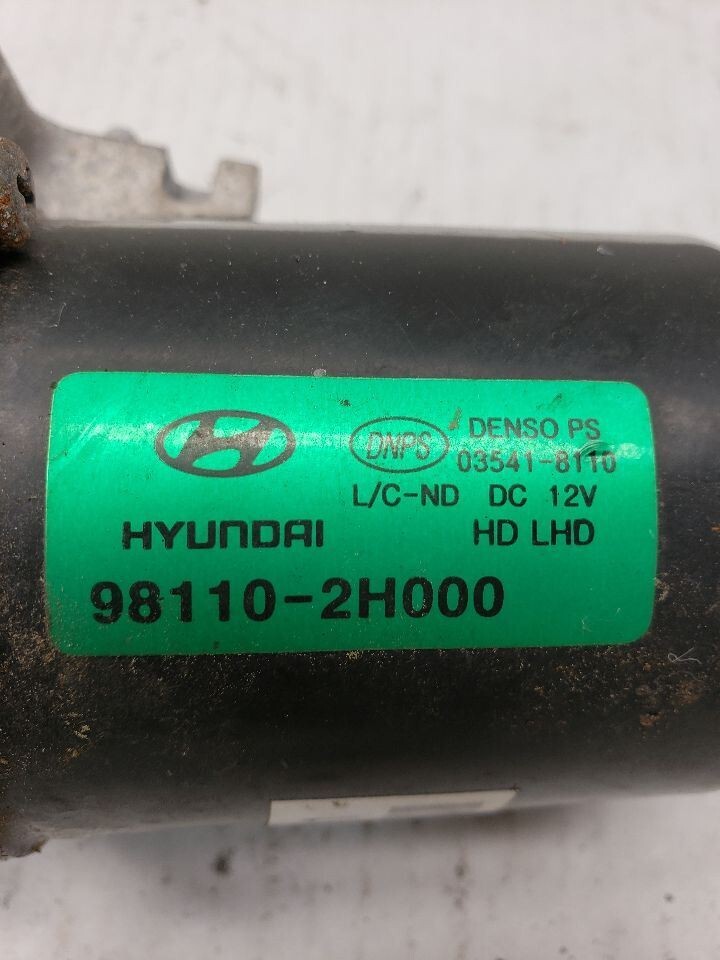 DNPS DENSO PS
03541-8110
L/C-ND DC 12V
HYUNDAI HD LHD
98110-2H000